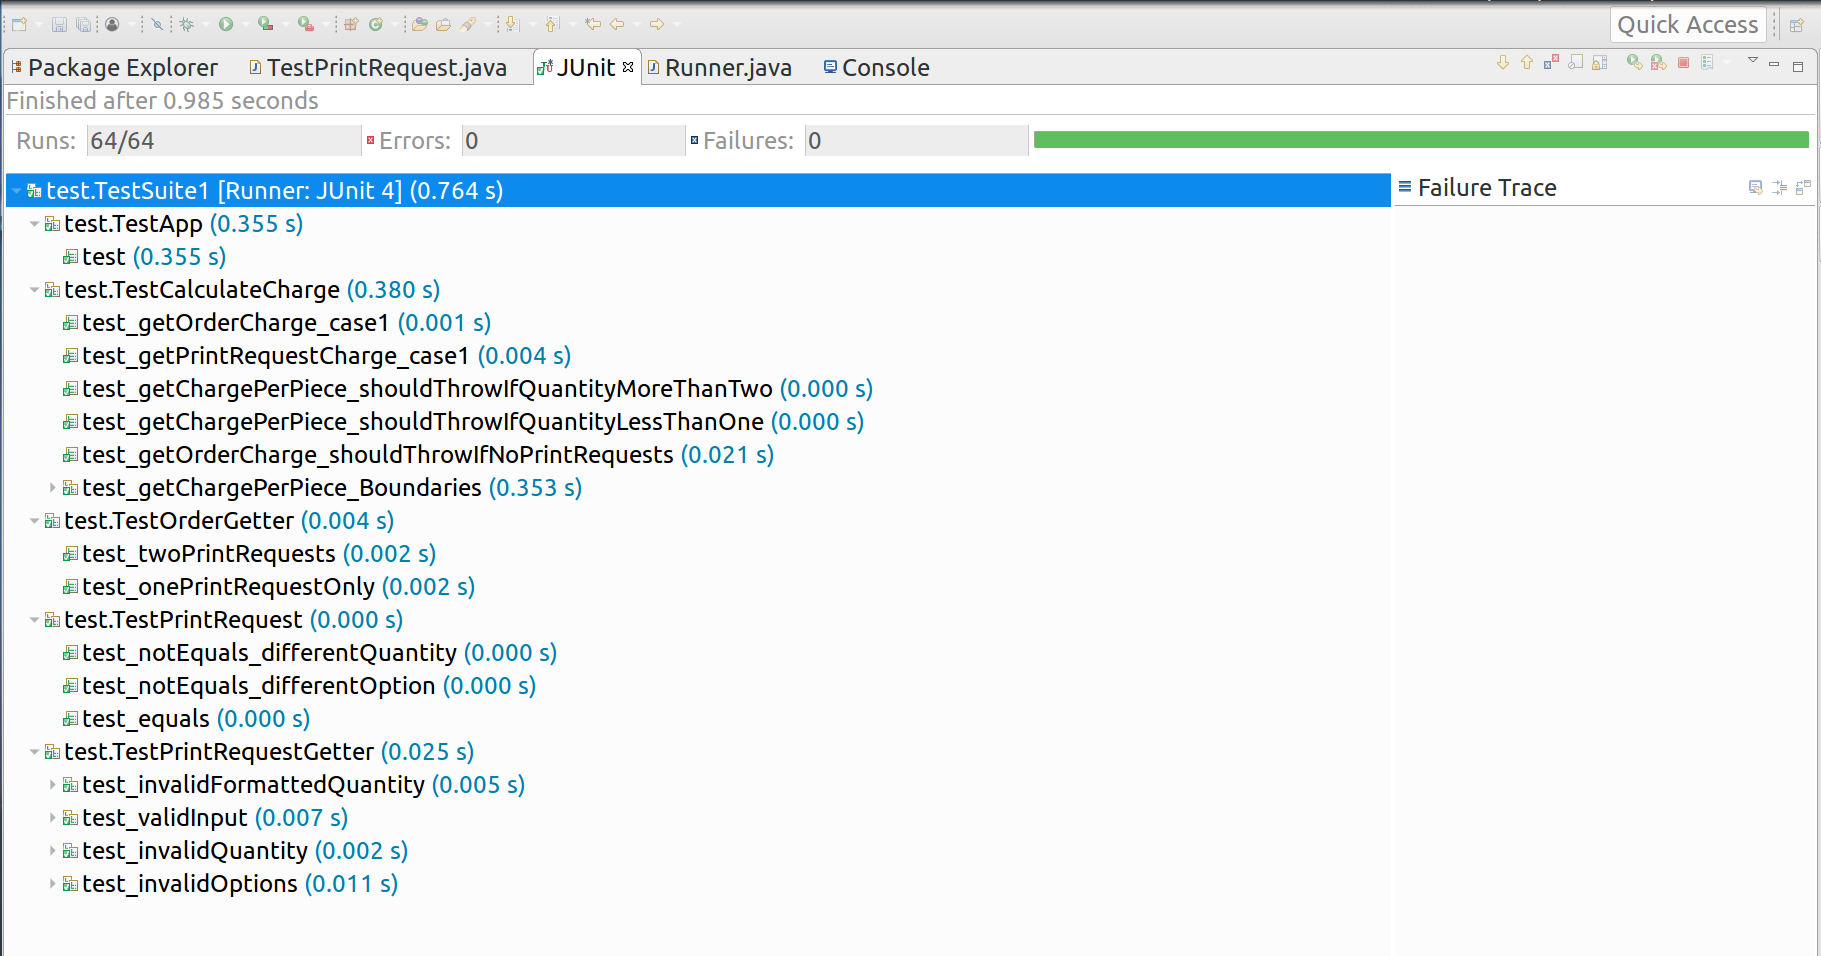 Quick Access
Package Explorer TestPrintRequest.java JUnit Runner.java Console
Finished after 0.985 seconds
Runs: 64/64 Errors: 0 Failures: 0
test.TestSuite1 [Runner: JUnit 4] (0.764 s)
Failure Trace
test.TestApp (0.355 s)
test (0.355 s)
test.TestCalculateCharge (0.380 s)
test_getOrderCharge_case1 (0.001 s)
test_getPrintRequestCharge_case1 (0.004 s)
test_getChargePerPiece_shouldThrowIfQuantityMoreThanTwo (0.000 s)
test_getChargePerPiece_shouldThrowIfQuantityLessThanOne (0.000 s)
test_getOrderCharge_shouldThrowIfNoPrintRequests (0.021 s)
test_getChargePerPiece_Boundaries (0.353 s)
test.TestOrderGetter (0.004 s)
test_twoPrintRequests (0.002 s)
test_onePrintRequestOnly (0.002 s)
test.TestPrintRequest (0.000 s)
test_notEquals_differentQuantity (0.000 s)
test_notEquals_differentOption (0.000 s)
test_equals (0.000 s)
test.TestPrintRequestGetter (0.025 s)
test_invalidFormattedQuantity (0.005 s)
test_validInput (0.007 s)
test_invalidQuantity (0.002 s)
test_invalidOptions (0.011 s)